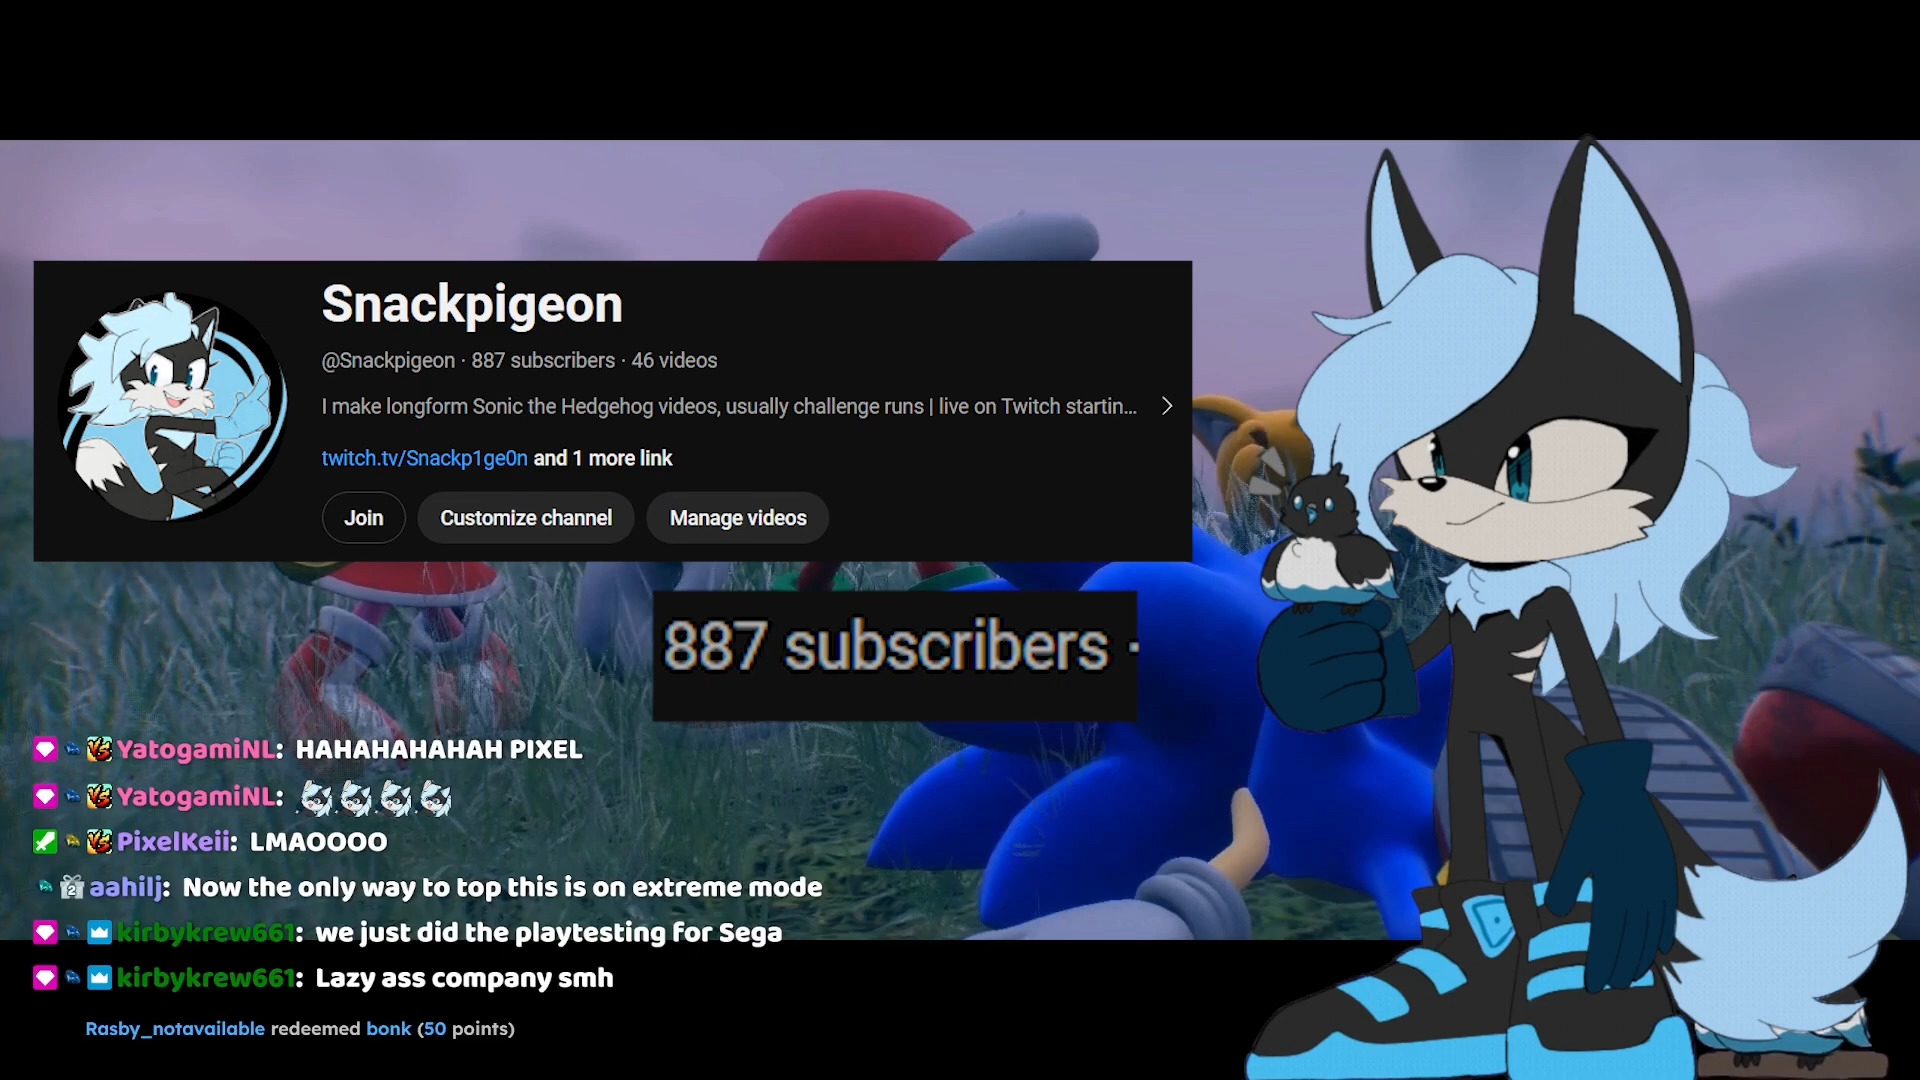 Snackpigeon
@Snackpigeon · 887 subscribers · 46 videos
I make longform Sonic the Hedgehog videos, usually challenge runs | live on Twitch startin...
twitch.tv/Snackp1ge0n and 1 more link
Join Customize channel Manage videos
887 subscribers ·
YatogamiNL: HAHAHAHAHAH PIXEL
YatogamiNL:
PixelKeii: LMAOOOO
aahilj: Now the only way to top this is on extreme mode
kirbykrew661: we just did the playtesting for Sega
kirbykrew661: Lazy ass company smh
Rasby_notavailable redeemed bonk (50 points)